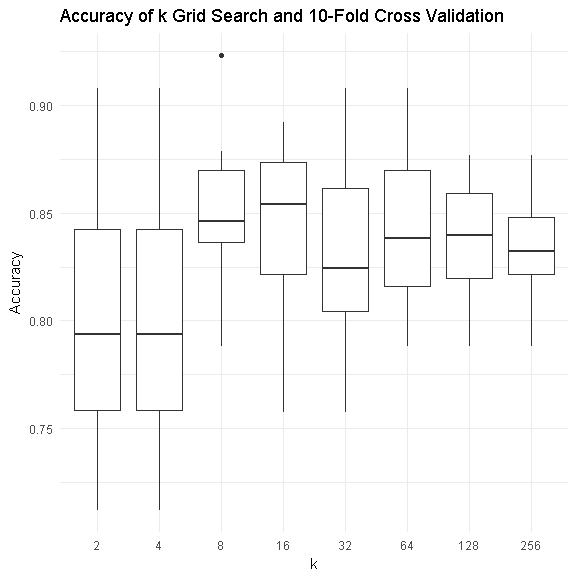 Accuracy of k Grid Search and 10-Fold Cross Validation
0.90
0.85
0.80
0.75
Accuracy
2 4 8 16 32 64 128 256
k